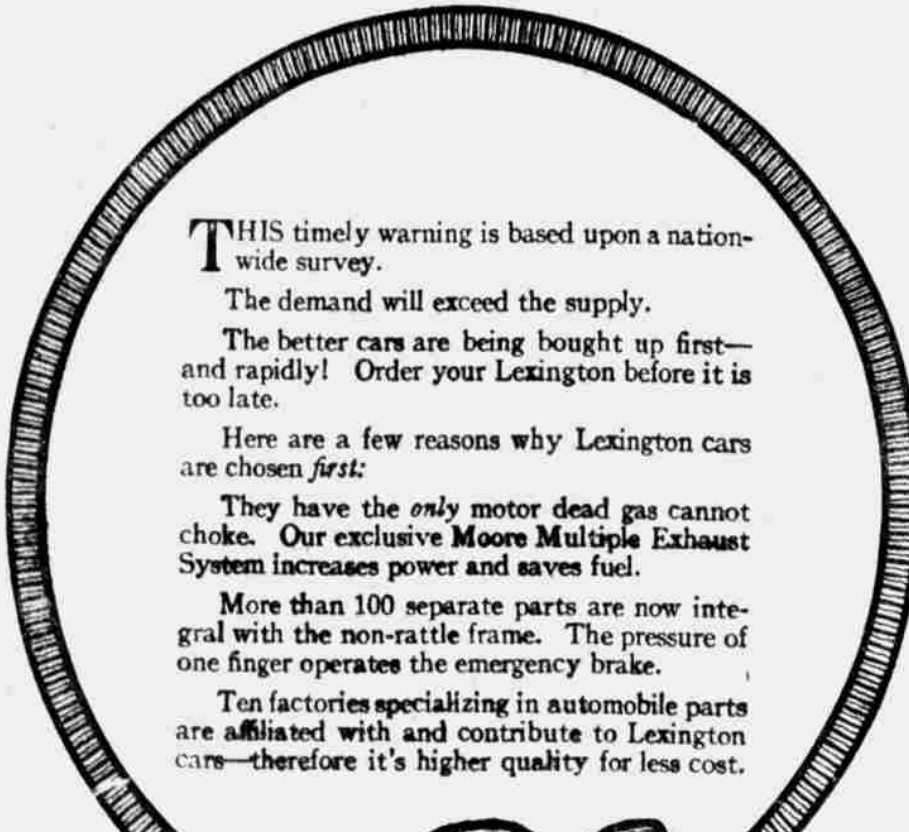 THIS timely warning is based upon a nation-
wide survey.
The demand will exceed the supply.
The better cars are being bought up first—
and rapidly! Order your Lexington before it is
too late.
Here are a few reasons why Lexington cars
are chosen first:
They have the only motor dead gas cannot
choke. Our exclusive Moore Multiple Exhaust
System increases power and saves fuel.
More than 100 separate parts are now inte-
gral with the non-rattle frame. The pressure of
one finger operates the emergency brake.
Ten factories specializing in automobile parts
are affiliated with and contribute to Lexington
cars—therefore it's higher quality for less cost.